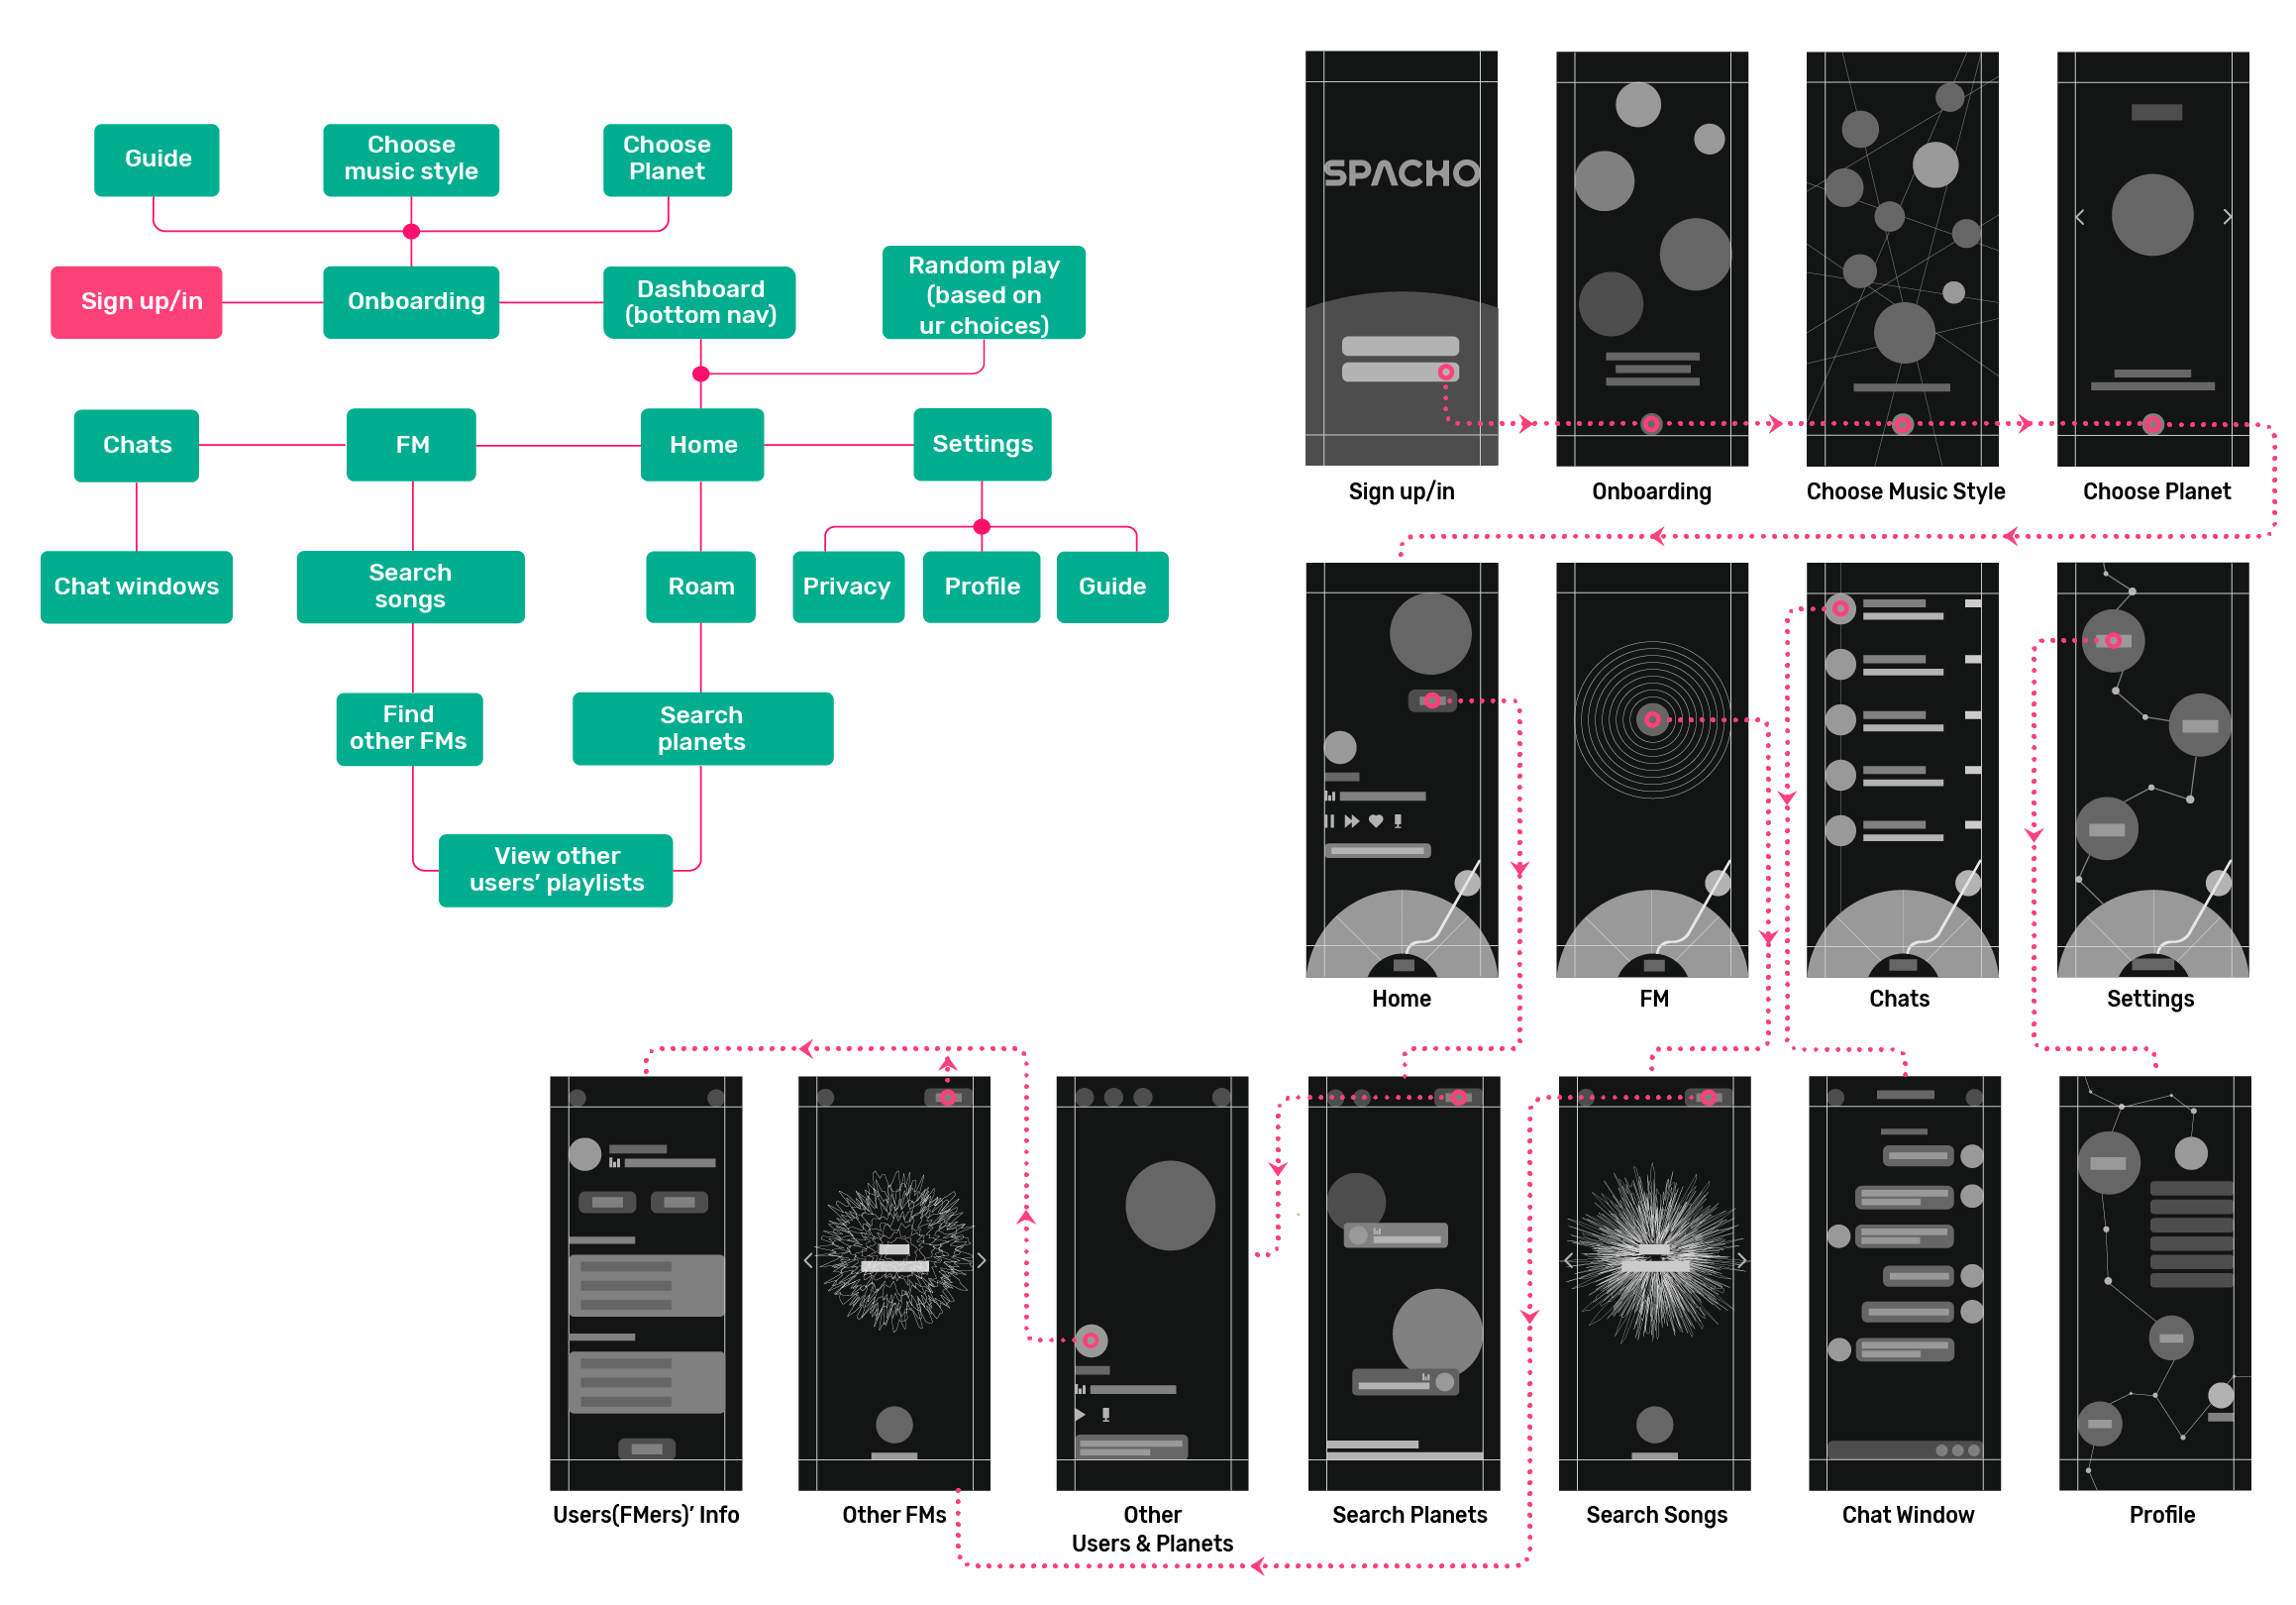 Guide
Choose
music style
Choose
Planet
Sign up/in
Onboarding
Dashboard
(bottom nav)
Random play
(based on
ur choices)
Chats
FM
Home
Settings
Chat windows
Search
songs
Roam
Privacy
Profile
Guide
Find
other FMs
Search
planets
View other
users’ playlists
SPACHO
Sign up/in
Onboarding
Choose Music Style
Choose Planet
Home
FM
Chats
Settings
Users(FMers)’ Info
Other FMs
Other
Users & Planets
Search Planets
Search Songs
Chat Window
Profile